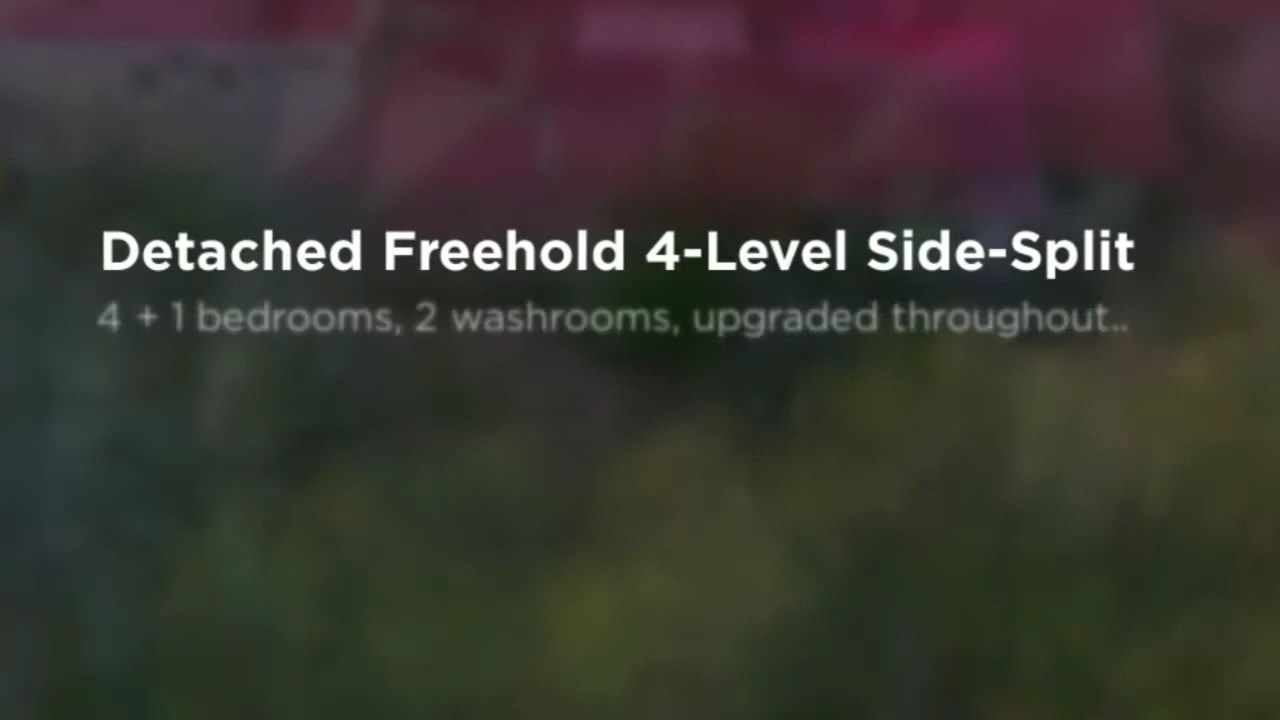 Detached Freehold 4-Level Side-Split
4 + 1 bedrooms, 2 washrooms, upgraded throughout..